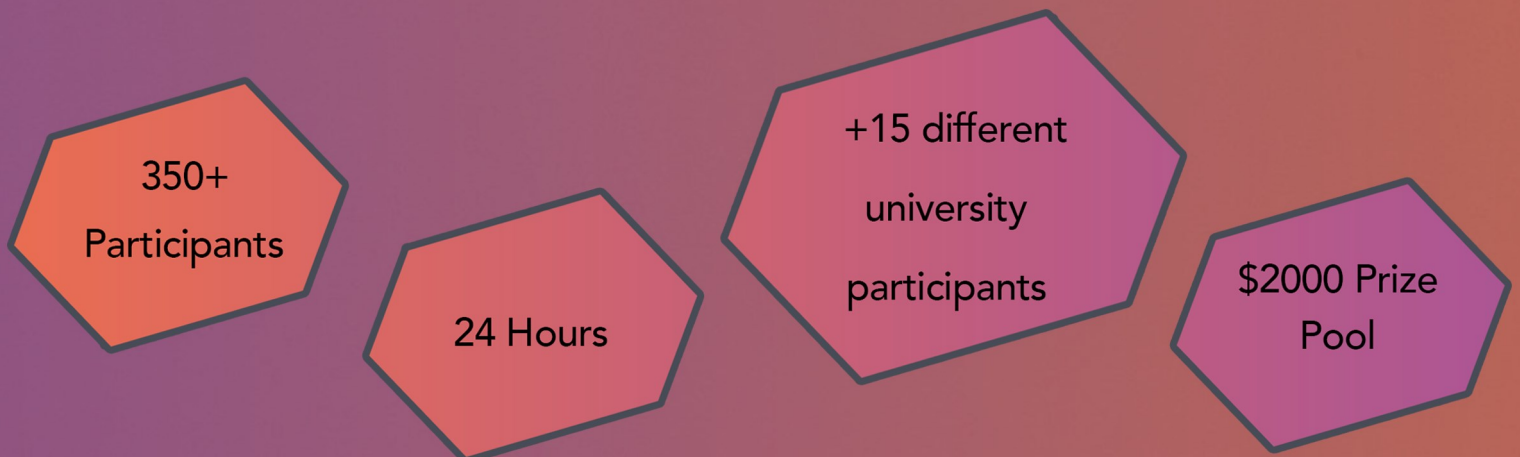 350+
Participants
24 Hours
+15 different
university
participants
$2000 Prize
Pool